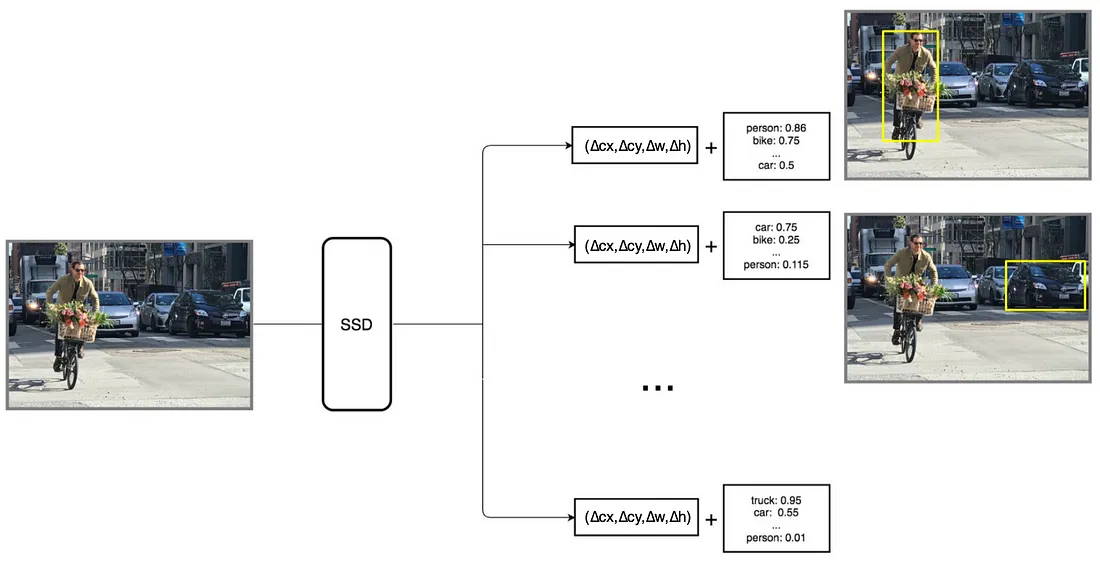 SSD
(Δcx,Δcy,Δw,Δh)
+
person: 0.86
bike: 0.75
...
car: 0.5
(Δcx,Δcy,Δw,Δh)
+
car: 0.75
bike: 0.25
...
person: 0.115
...
(Δcx,Δcy,Δw,Δh)
+
truck: 0.95
car: 0.55
...
person: 0.01